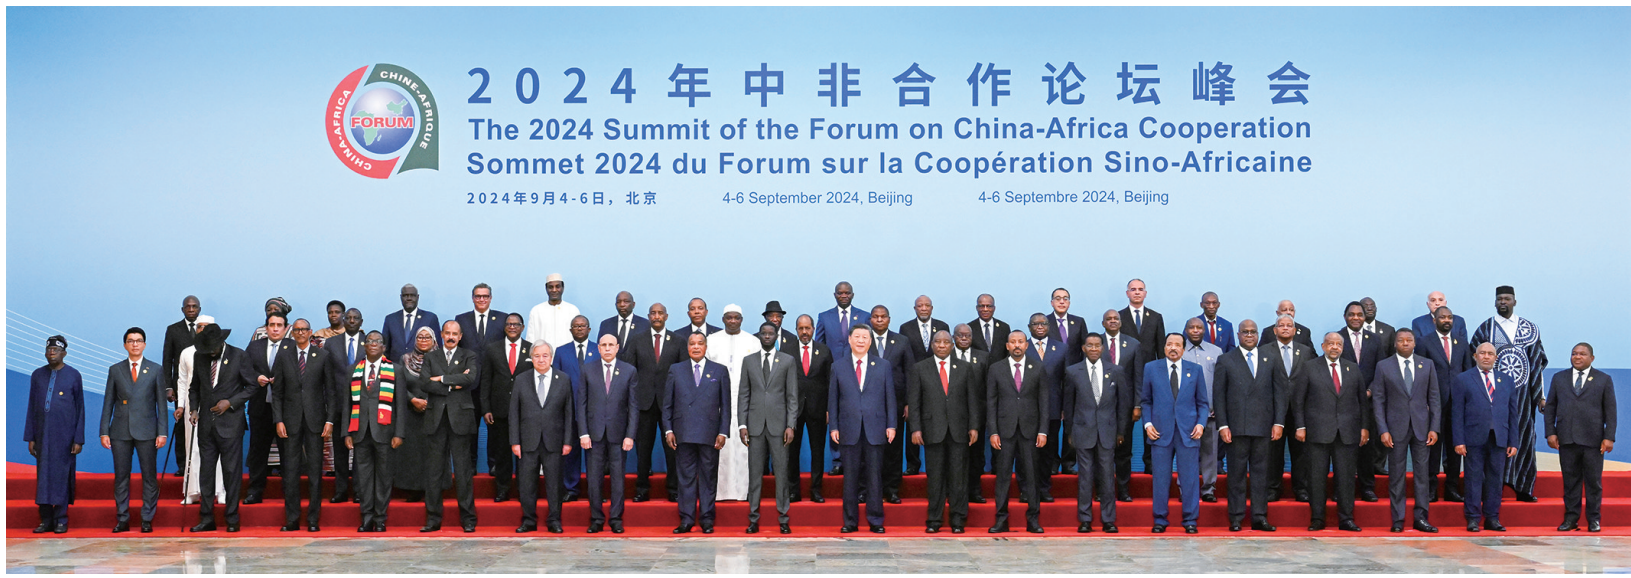 CHINE-AFRIQUE
CHINA-AFRICA
FORUM
2024年中非合作论坛峰会
The 2024 Summit of the Forum on China-Africa Cooperation
Sommet 2024 du Forum sur la Coopération Sino-Africaine
2024年9月4-6日，北京 4-6 September 2024, Beijing 4-6 Septembre 2024, Beijing